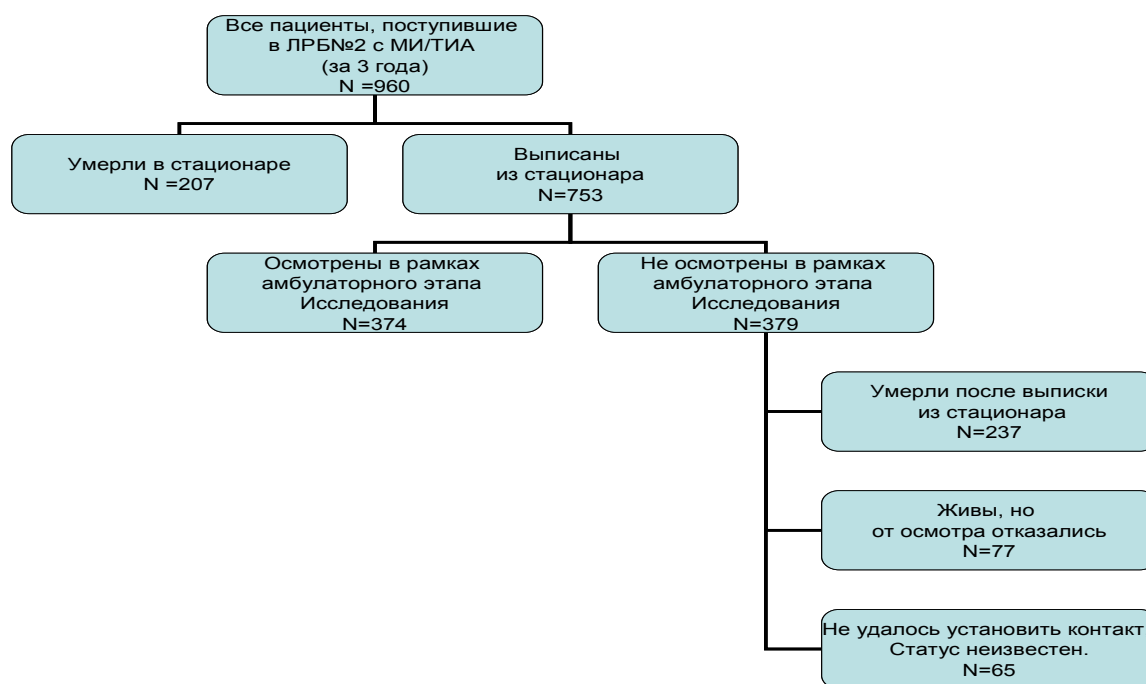 Все пациенты, поступившие
в ЛРБ№2 с МИ/ТИА
(за 3 года)
N =960
Умерли в стационаре
N =207
Выписаны
из стационара
N=753
Осмотрены в рамках
амбулаторного этапа
Исследования
N=374
Не осмотрены в рамках
амбулаторного этапа
Исследования
N=379
Умерли после выписки
из стационара
N=237
Живы, но
от осмотра отказались
N=77
Не удалось установить контакт
Статус неизвестен.
N=65